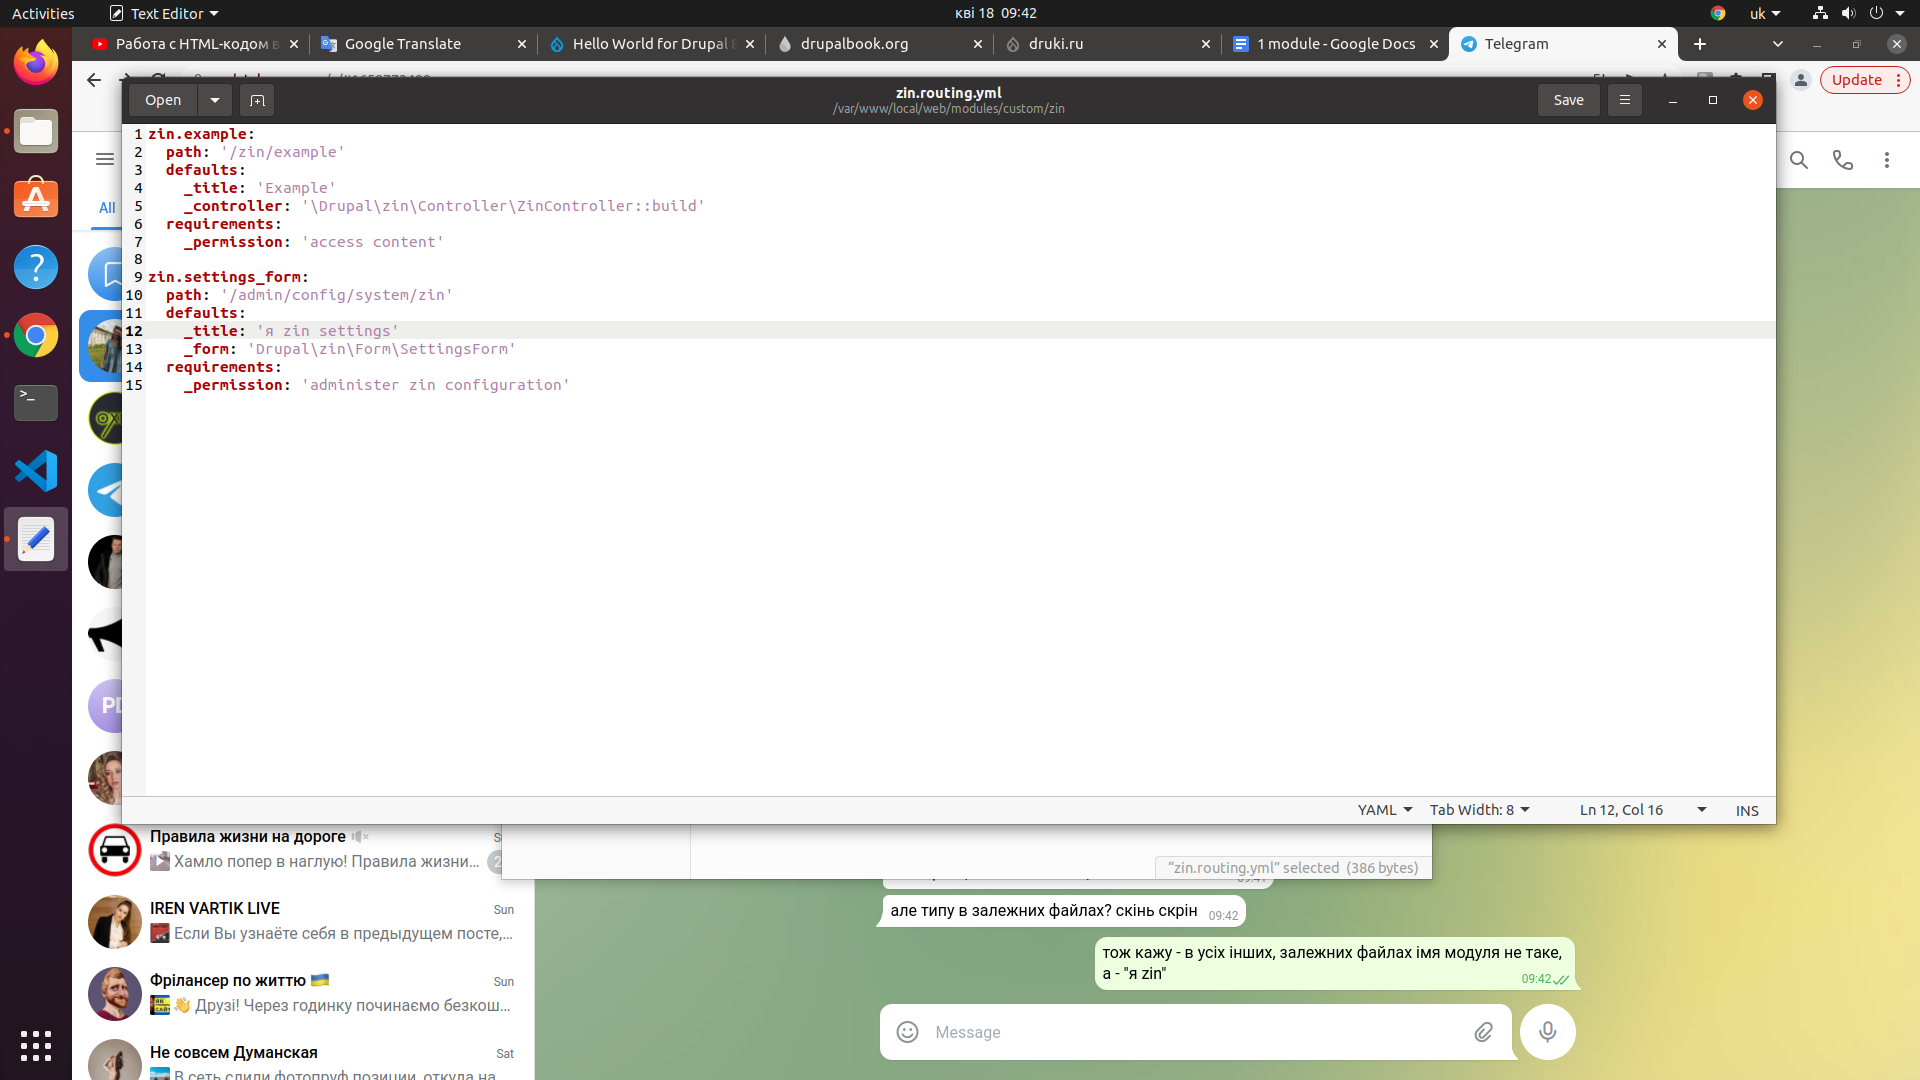 Activities
Text Editor
кві 18 09:42
uk
Работа с HTML-кодом в
Google Translate
Hello World for Drupal 8
drupalbook.org
druki.ru
1 module - Google Docs
Telegram
Update
Open
zin.routing.yml
/var/www/local/web/modules/custom/zin
Save
1 zin.example:
2 path: '/zin/example'
3 defaults:
4 _title: 'Example'
5 _controller: '\Drupal\zin\Controller\ZinController::build'
6 requirements:
7 _permission: 'access content'
8
9 zin.settings_form:
10 path: '/admin/config/system/zin'
11 defaults:
12 _title: 'я zin settings'
13 _form: 'Drupal\zin\Form\SettingsForm'
14 requirements:
15 _permission: 'administer zin configuration'
All
YAML
Tab Width: 8
Ln 12, Col 16
INS
"zin.routing.yml" selected (386 bytes)
Правила жизни на дороге
Хамло попер в наглую! Правила жизни...
IREN VARTIK LIVE
Sun
Если Вы узнаёте себя в предыдущем посте,...
Фрілансер по життю 🇺🇦
Sun
👋 Друзі! Через годинку починаємо безкош...
Не совсем Думанская
Sat
В сеть слили фотопруф позиции, откуда на...
09:41
але типу в залежних файлах? скінь скрін 09:42
тож кажу - в усіх інших, залежних файлах імя модуля не таке,
а - "я zin"
09:42
Message